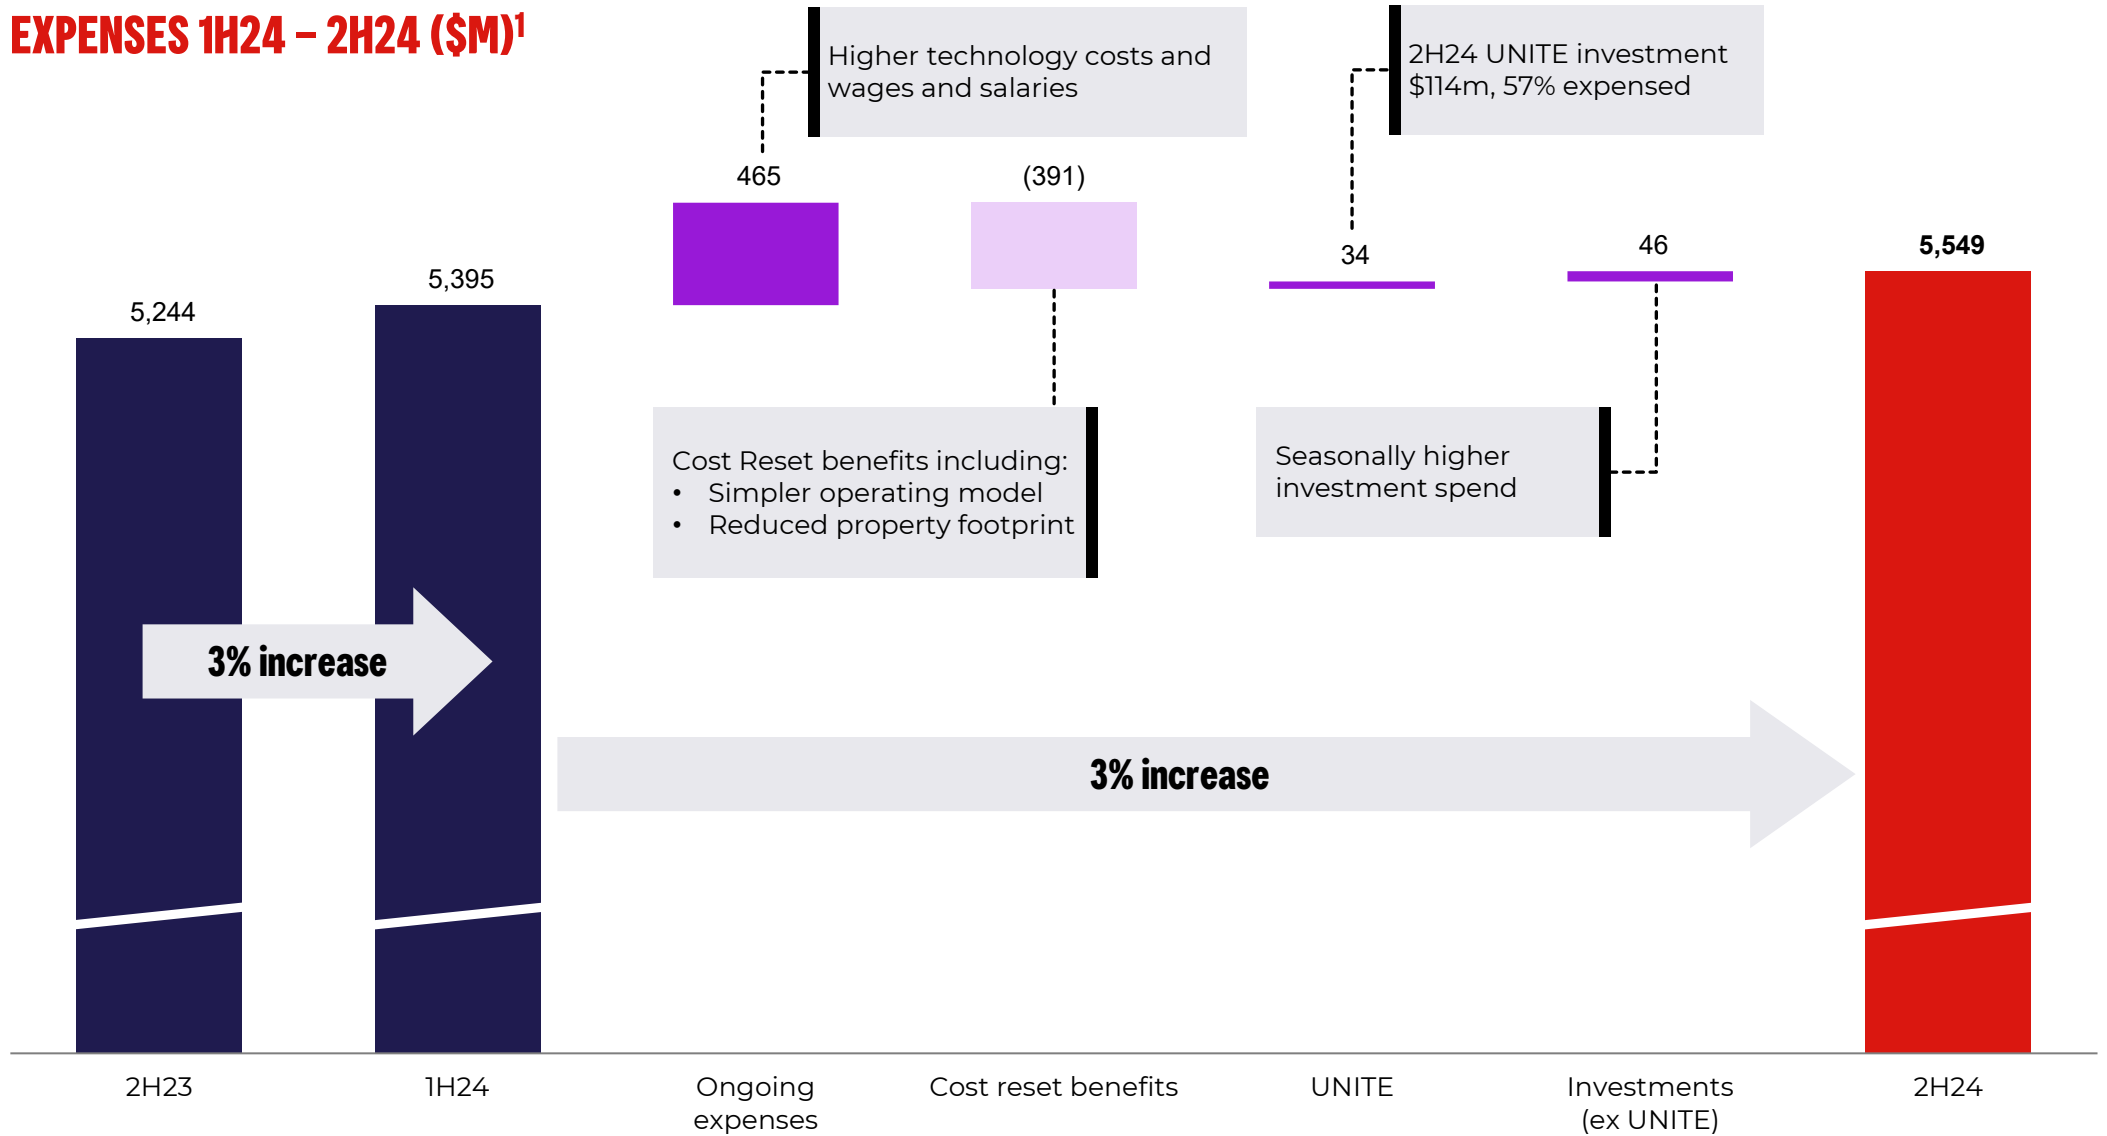 EXPENSES 1H24 – 2H24 ($M)¹
Higher technology costs and
wages and salaries
2H24 UNITE investment
$114m, 57% expensed
465
(391)
34
46
5,549
5,244
5,395
Cost Reset benefits including:
• Simpler operating model
• Reduced property footprint
Seasonally higher
investment spend
3% increase
3% increase
2H23
1H24
Ongoing
expenses
Cost reset benefits
UNITE
Investments
(ex UNITE)
2H24